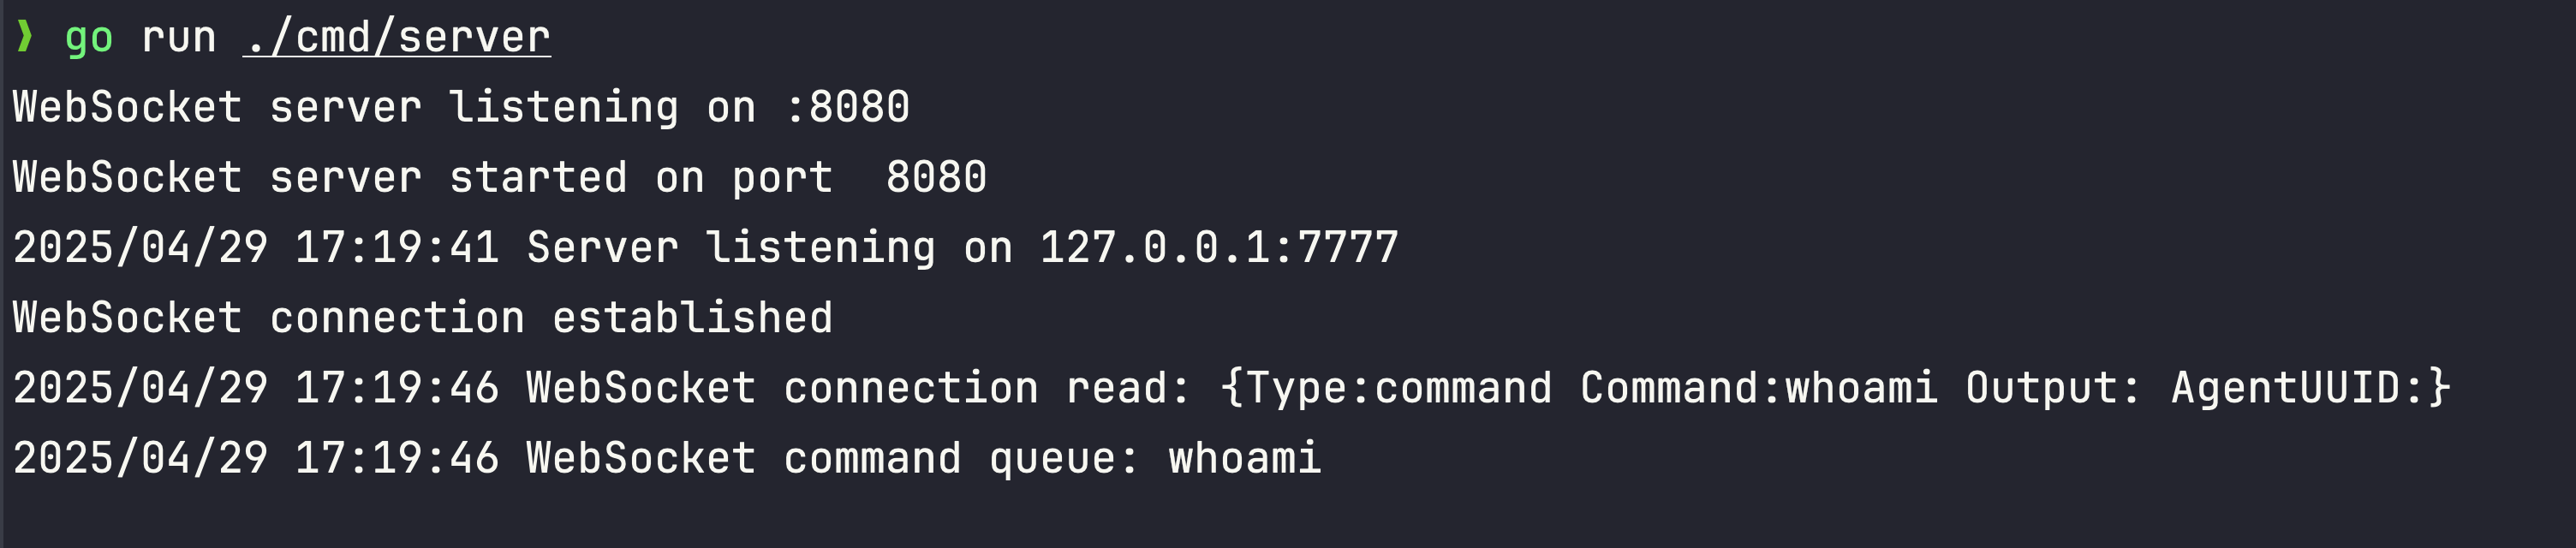 ❯ go run ./cmd/server
WebSocket server listening on :8080
WebSocket server started on port  8080
2025/04/29 17:19:41 Server listening on 127.0.0.1:7777
WebSocket connection established
2025/04/29 17:19:46 WebSocket connection read: {Type:command Command:whoami Output: AgentUUID:}
2025/04/29 17:19:46 WebSocket command queue: whoami